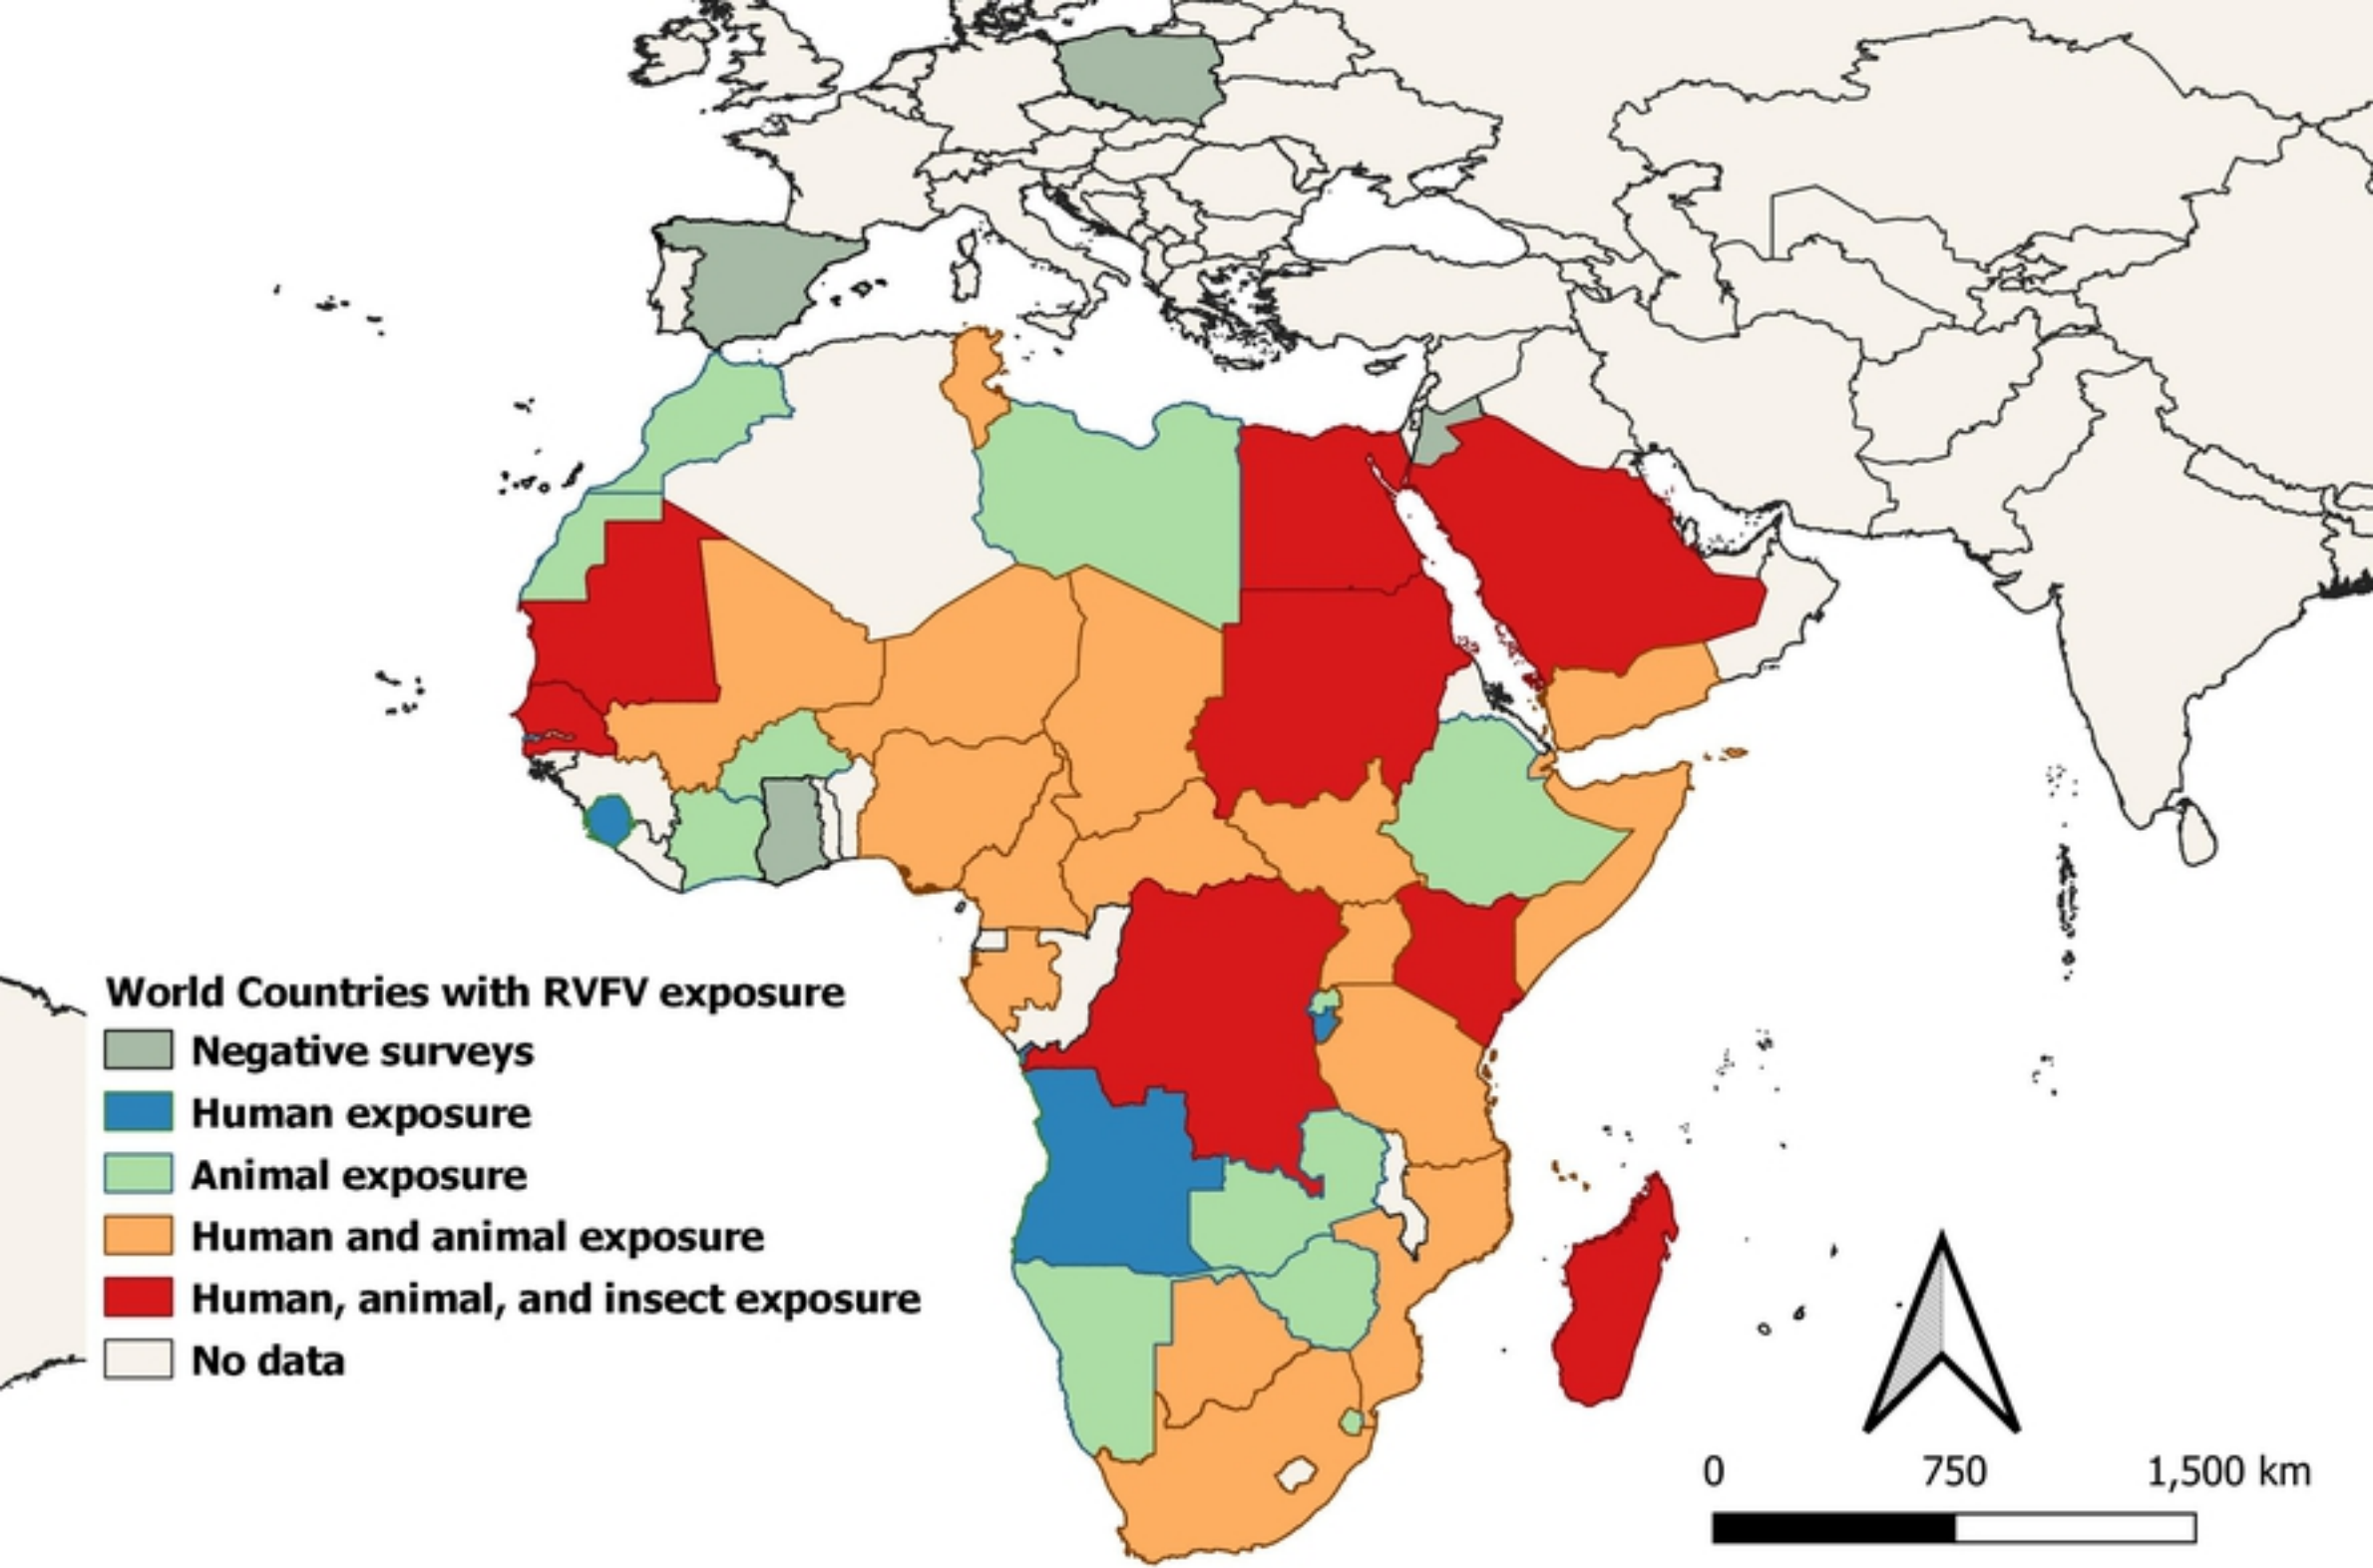 World Countries with RVFV exposure
Negative surveys
Human exposure
Animal exposure
Human and animal exposure
Human, animal, and insect exposure
No data
0 750 1,500 km